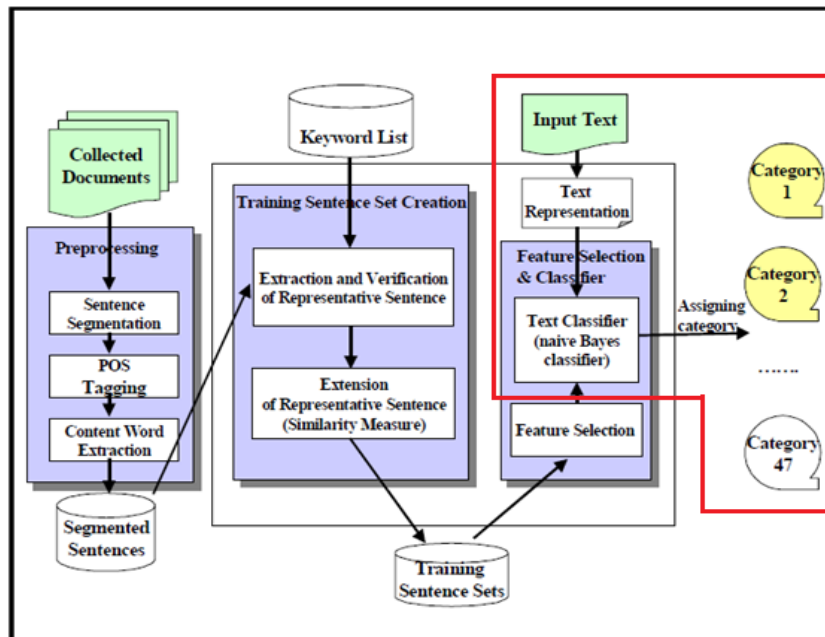 Collected
Documents
Preprocessing
Sentence
Segmentation
POS
Tagging
Content Word
Extraction
Segmented
Sentences
Keyword List
Training Sentence Set Creation
Extraction and Verification
of Representative Sentence
Extension
of Representative Sentence
(Similarity Measure)
Training
Sentence Sets
Input Text
Text
Representation
Feature Selection
& Classifier
Text Classifier
(naive Bayes
classifier)
Feature Selection
Assigning
category
Category
1
Category
2
.......
Category
47